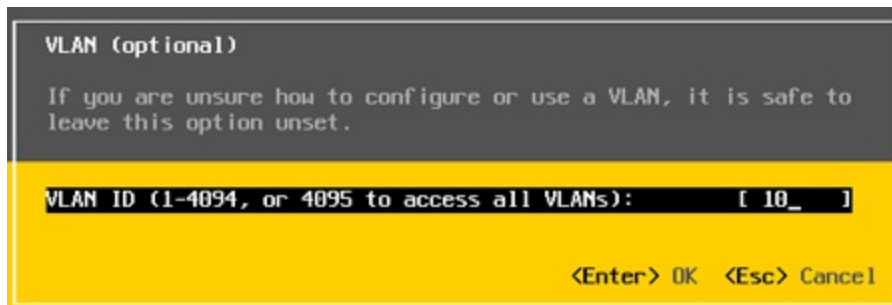 VLAN (optional)
If you are unsure how to configure or use a VLAN, it is safe to
leave this option unset.
VLAN ID (1-4094, or 4095 to access all VLANs): [ 10_ ]
<Enter> OK <Esc> Cancel